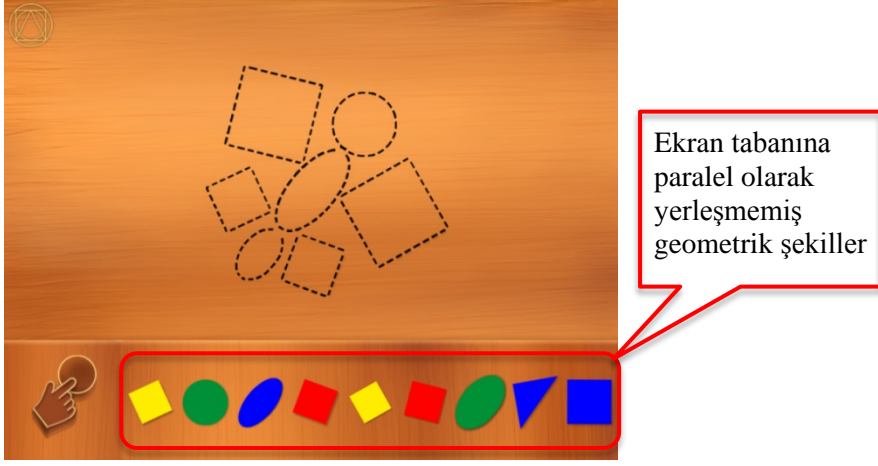 Ekran tabanına
paralel olarak
yerleşmemiş
geometrik şekiller